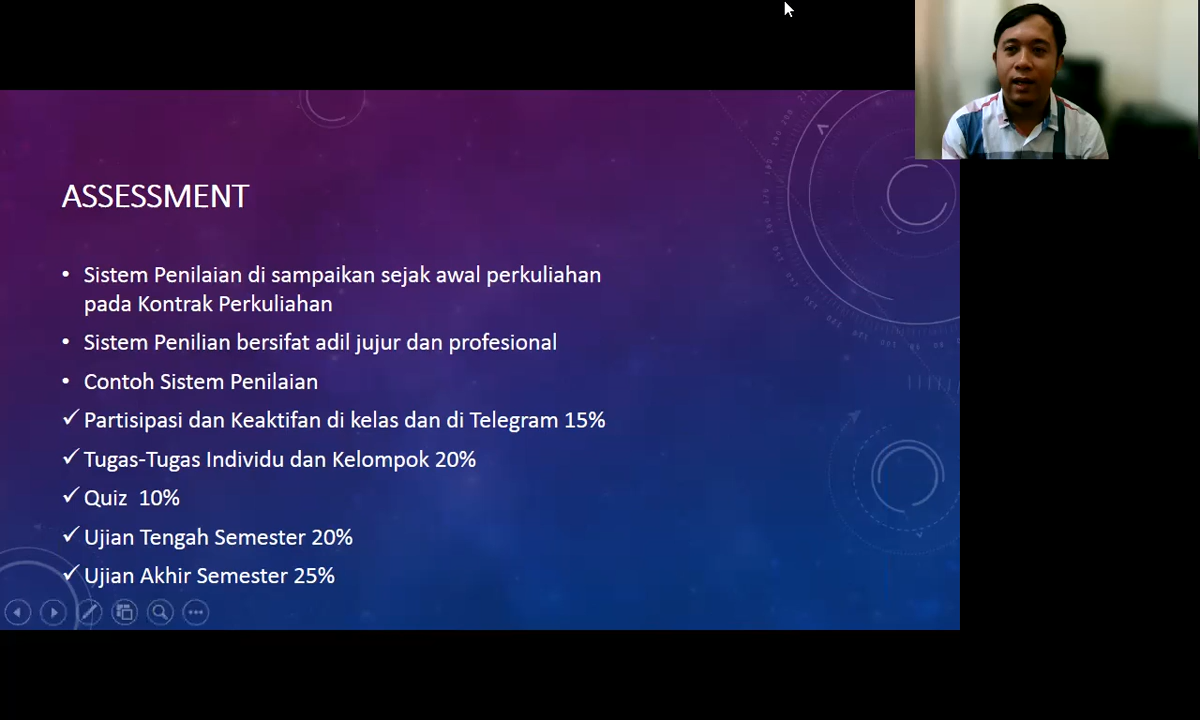 ASSESSMENT
• Sistem Penilaian di sampaikan sejak awal perkuliahan
pada Kontrak Perkuliahan
• Sistem Penilian bersifat adil jujur dan profesional
• Contoh Sistem Penilaian
✓ Partisipasi dan Keaktifan di kelas dan di Telegram 15%
✓ Tugas-Tugas Individu dan Kelompok 20%
✓ Quiz 10%
✓ Ujian Tengah Semester 20%
✓ Ujian Akhir Semester 25%